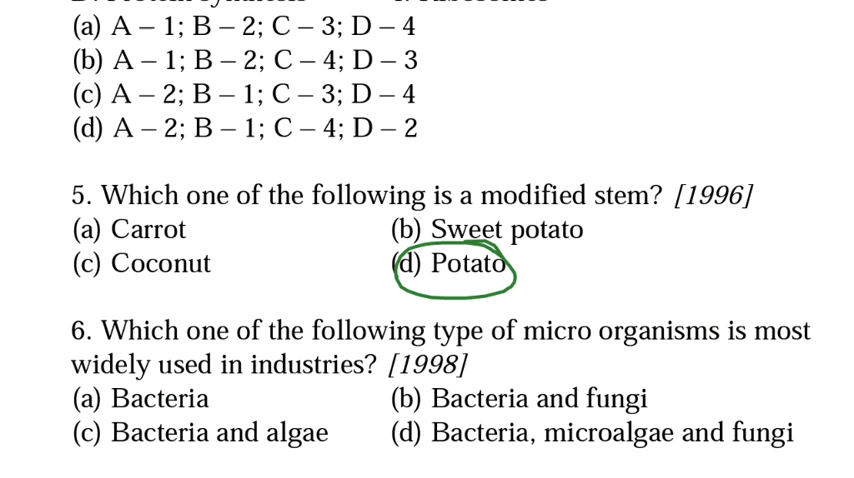 (a) A – 1; B – 2; C – 3; D – 4
(b) A – 1; B – 2; C – 4; D – 3
(c) A – 2; B – 1; C – 3; D – 4
(d) A – 2; B – 1; C – 4; D – 2
5. Which one of the following is a modified stem? [1996]
(a) Carrot (b) Sweet potato
(c) Coconut (d) Potato
6. Which one of the following type of micro organisms is most
widely used in industries? [1998]
(a) Bacteria (b) Bacteria and fungi
(c) Bacteria and algae (d) Bacteria, microalgae and fungi